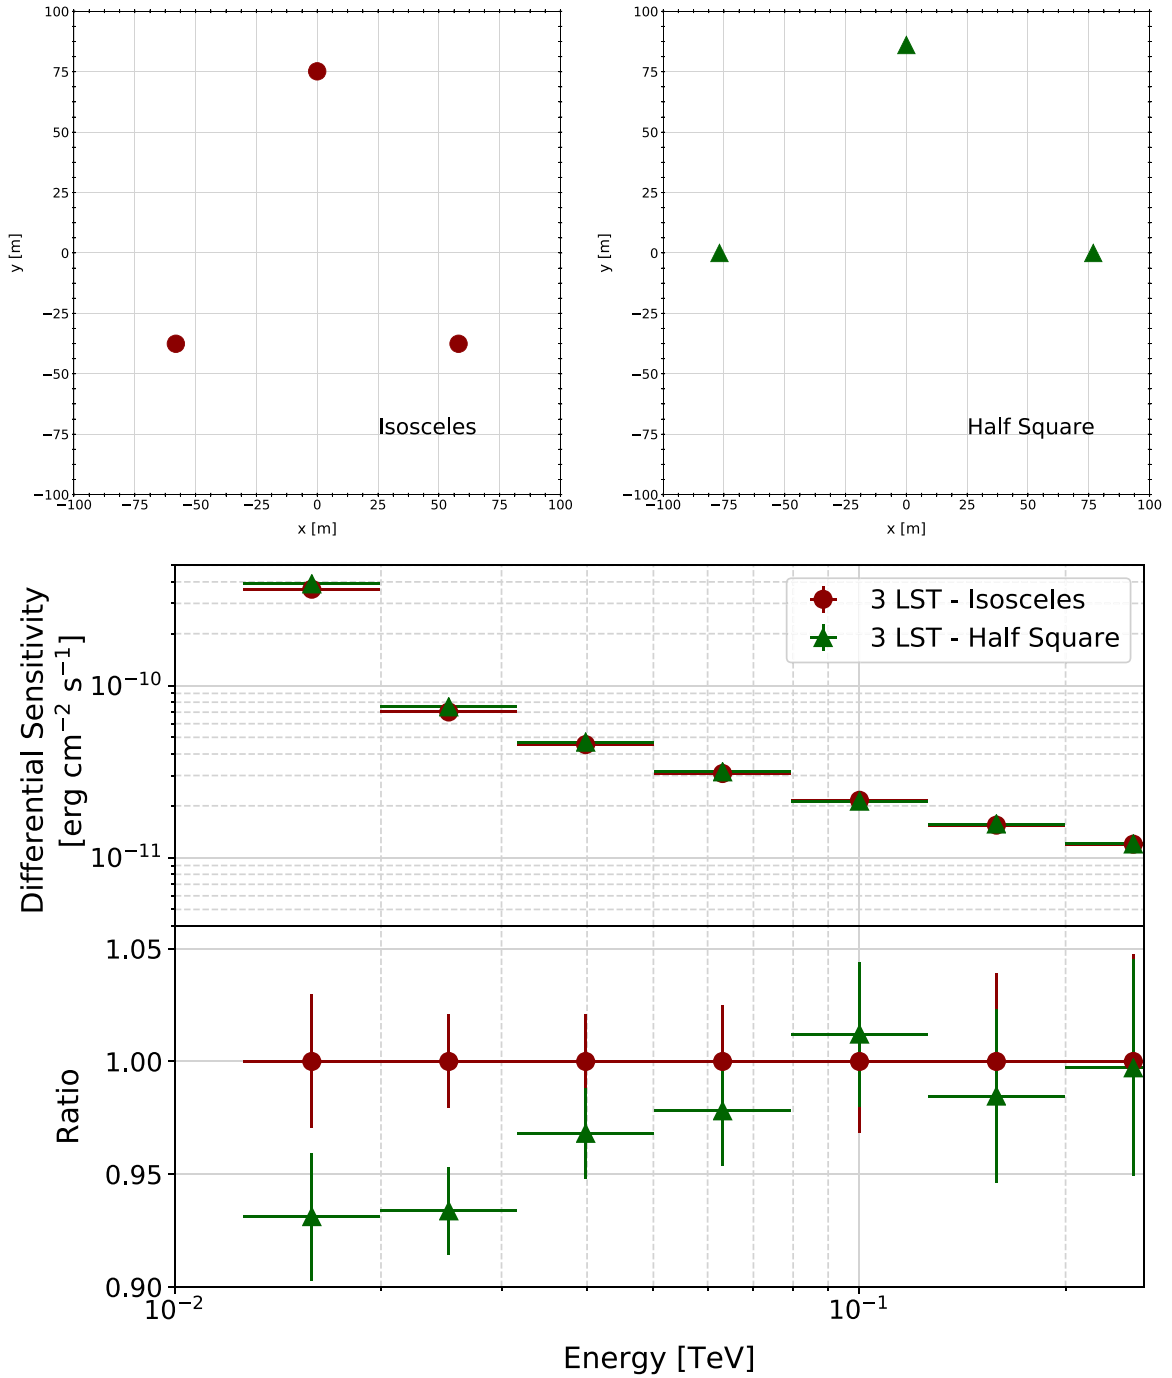 100
75
50
25
0
−25
−50
−75
−100
y [m]
Isosceles
−100 −75 −50 −25 0 25 50 75 100
x [m]
100
75
50
25
0
−25
−50
−75
−100
y [m]
Half Square
−100 −75 −50 −25 0 25 50 75 100
x [m]
Differential Sensitivity
[erg cm⁻² s⁻¹]
10⁻¹⁰
10⁻¹¹
3 LST - Isosceles
3 LST - Half Square
Ratio
1.05
1.00
0.95
0.90
10⁻² 10⁻¹
Energy [TeV]